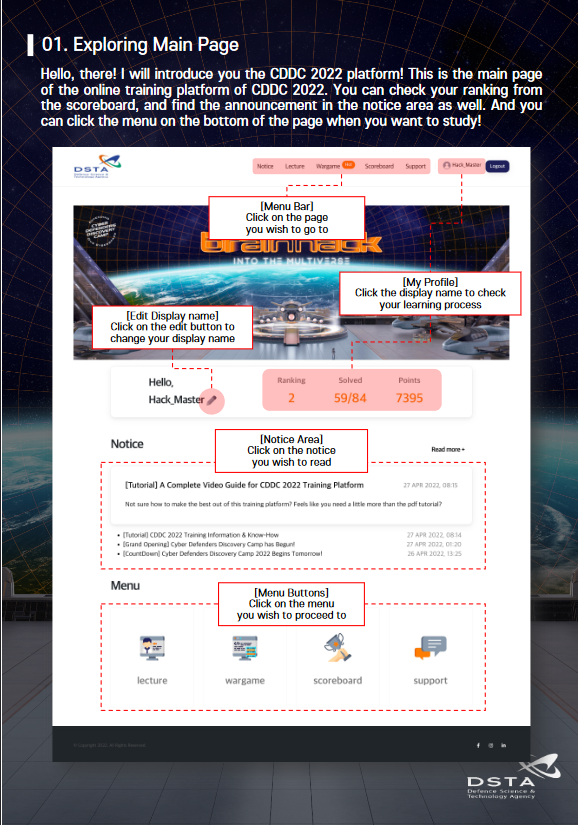 01. Exploring Main Page
Hello, there! I will introduce you the CDDC 2022 platform! This is the main page
of the online training platform of CDDC 2022. You can check your ranking from
the scoreboard, and find the announcement in the notice area as well. And you
can click the menu on the bottom of the page when you want to study!
DSTA
Defence Science &
Technology Agency
Notice Lecture Wargame Hot Scoreboard Support Hack_Master Logout
[Menu Bar]
Click on the page
you wish to go to
CYBER
DEFENDERS
DISCOVERY
CAMP
brainhack
INTO THE MULTIVERSE
[My Profile]
Click the display name to check
your learning process
[Edit Display name]
Click on the edit button to
change your display name
Hello,
Hack_Master
Ranking Solved Points
2 59/84 7395
Notice
[Notice Area]
Click on the notice
you wish to read
Read more+
[Tutorial] A Complete Video Guide for CDDC 2022 Training Platform 27 APR 2022, 08:15
Not sure how to make the best out of this training platform? Feels like you need a little more than the pdf tutorial?
• [Tutorial] CDDC 2022 Training Information & Know-How 27 APR 2022, 08:14
• [Grand Opening] Cyber Defenders Discovery Camp has Begun! 27 APR 2022, 01:20
• [CountDown] Cyber Defenders Discovery Camp 2022 Begins Tomorrow! 26 APR 2022, 13:25
Menu
[Menu Buttons]
Click on the menu
you wish to proceed to
lecture wargame scoreboard support
© Copyright 2022. All Rights Reserved.
DSTA
Defence Science &
Technology Agency